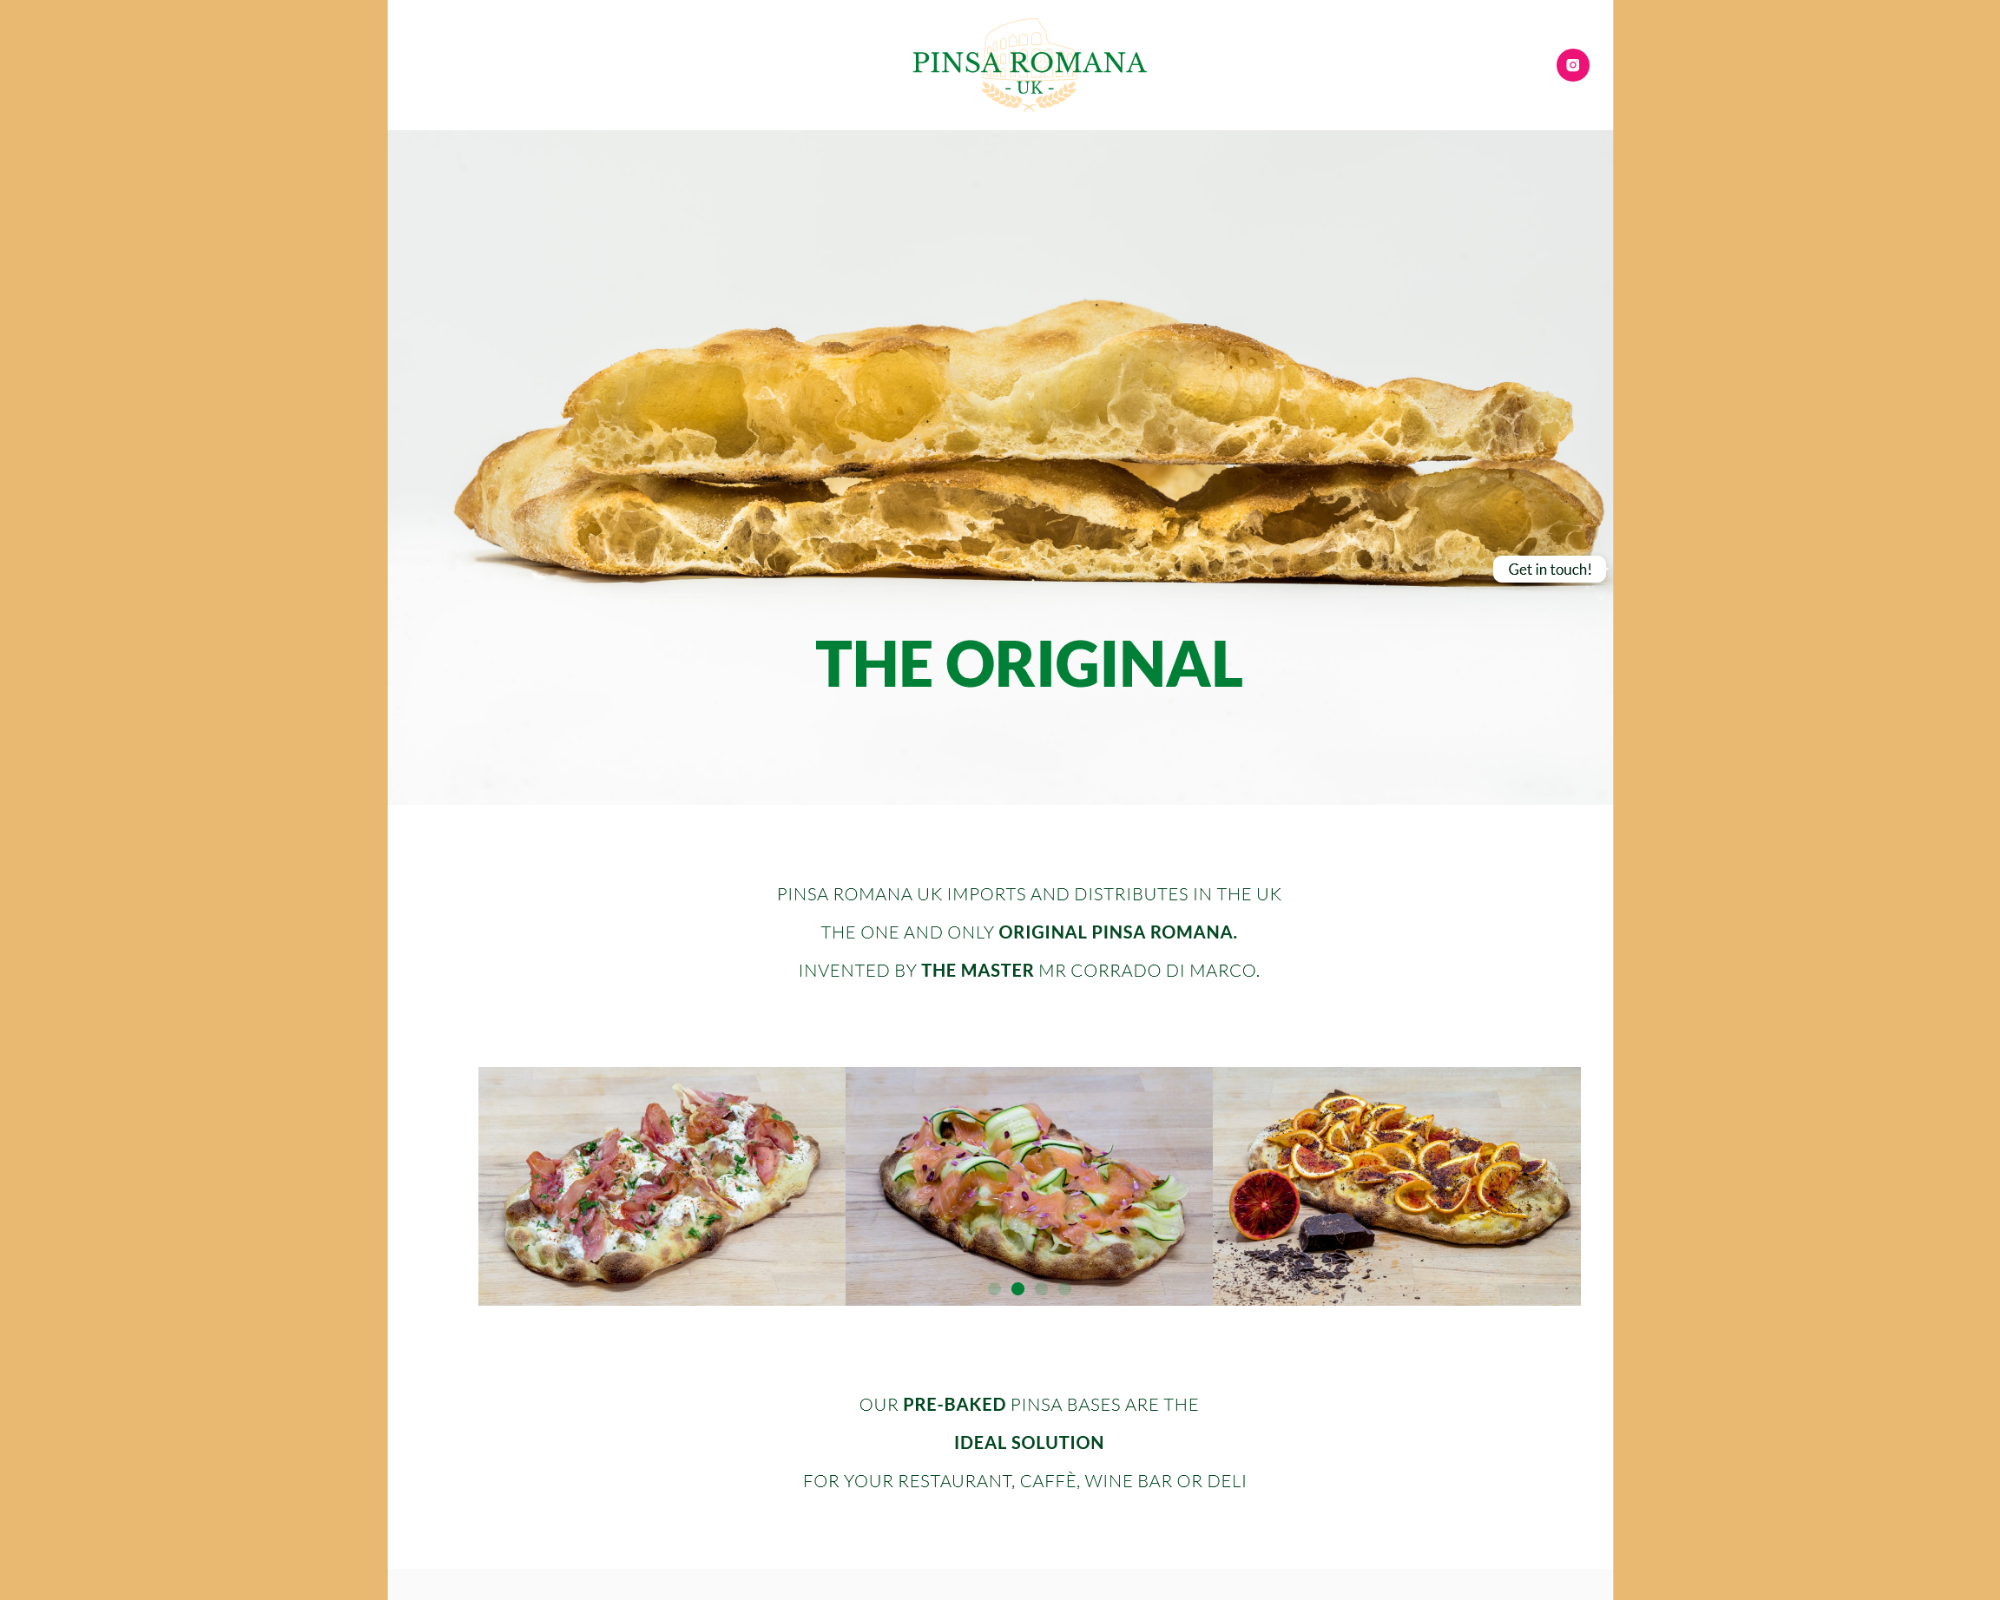 PINSA ROMANA
- UK -
Get in touch!
THE ORIGINAL
PINSA ROMANA UK IMPORTS AND DISTRIBUTES IN THE UK
THE ONE AND ONLY ORIGINAL PINSA ROMANA.
INVENTED BY THE MASTER MR CORRADO DI MARCO.
OUR PRE-BAKED PINSA BASES ARE THE
IDEAL SOLUTION
FOR YOUR RESTAURANT, CAFFÈ, WINE BAR OR DELI